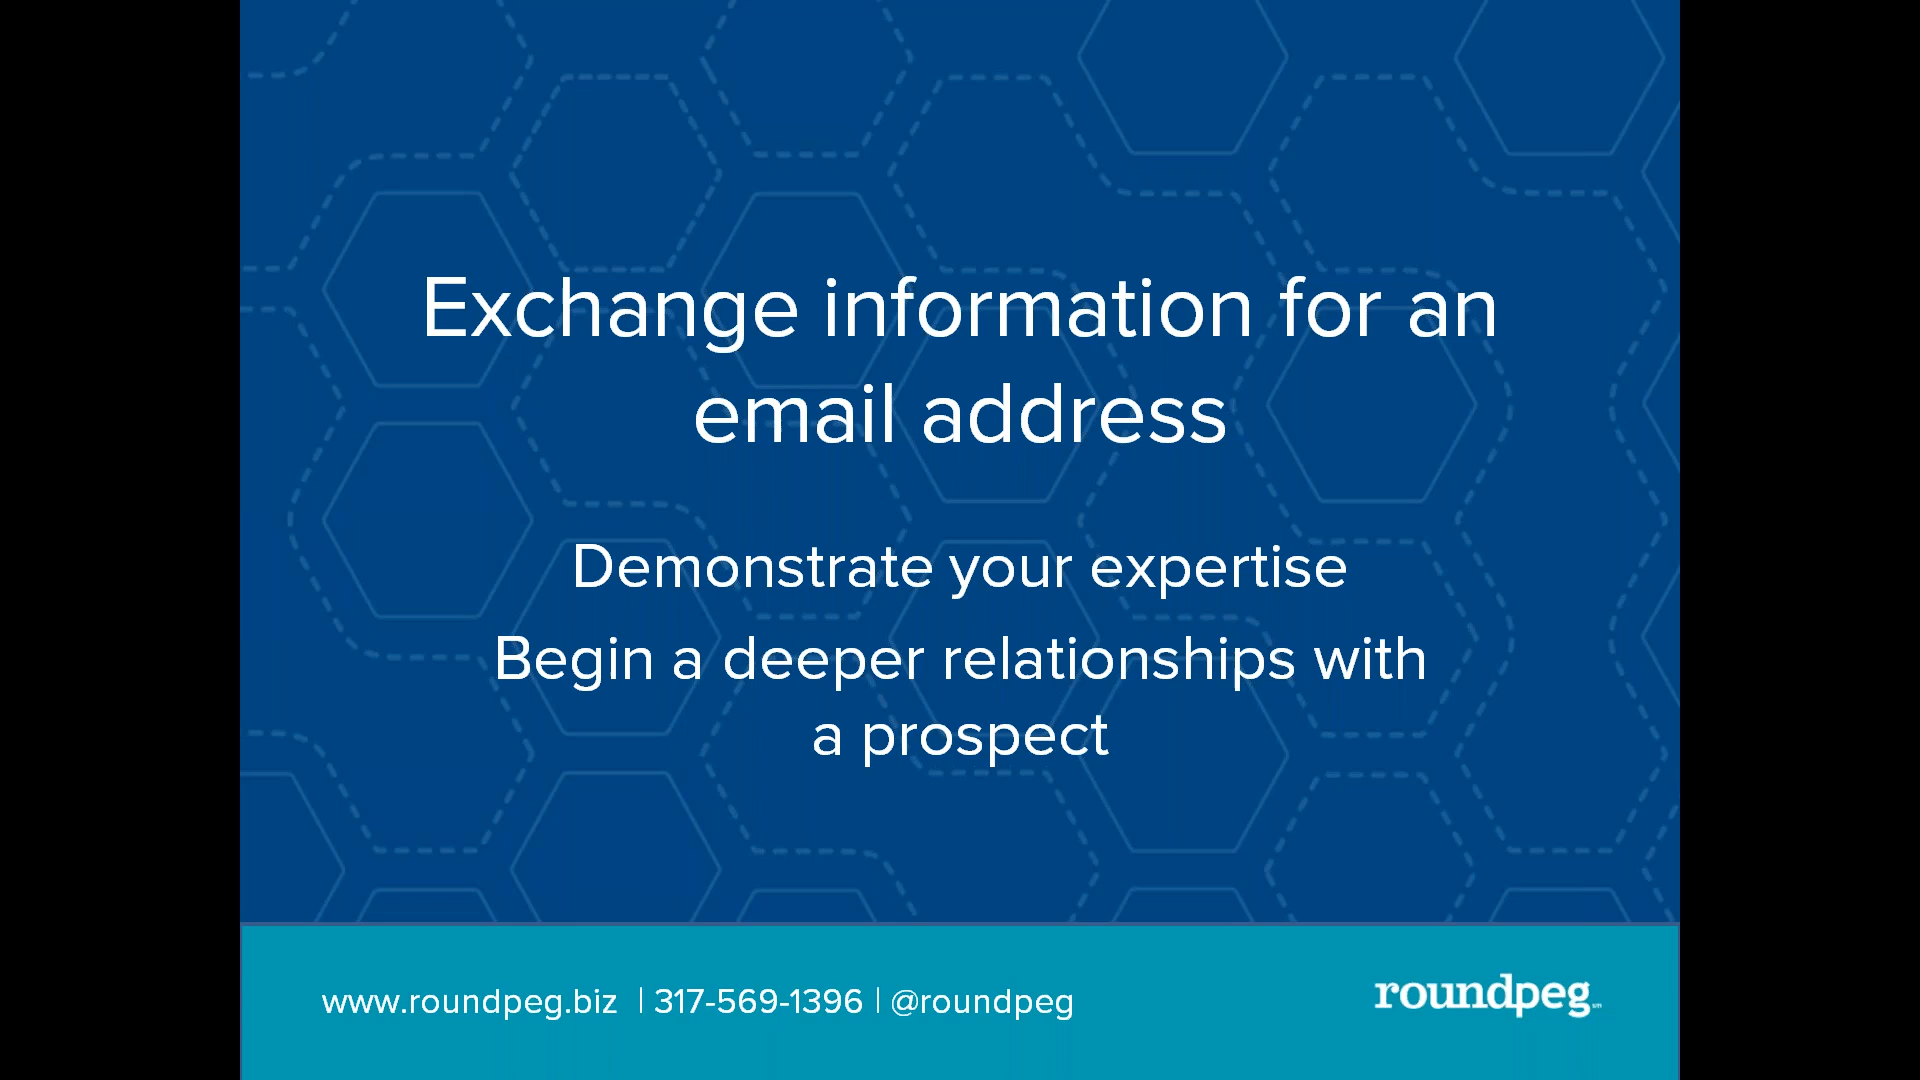 Exchange information for an
email address
Demonstrate your expertise
Begin a deeper relationships with
a prospect
www.roundpeg.biz | 317-569-1396 | @roundpeg
roundpeg